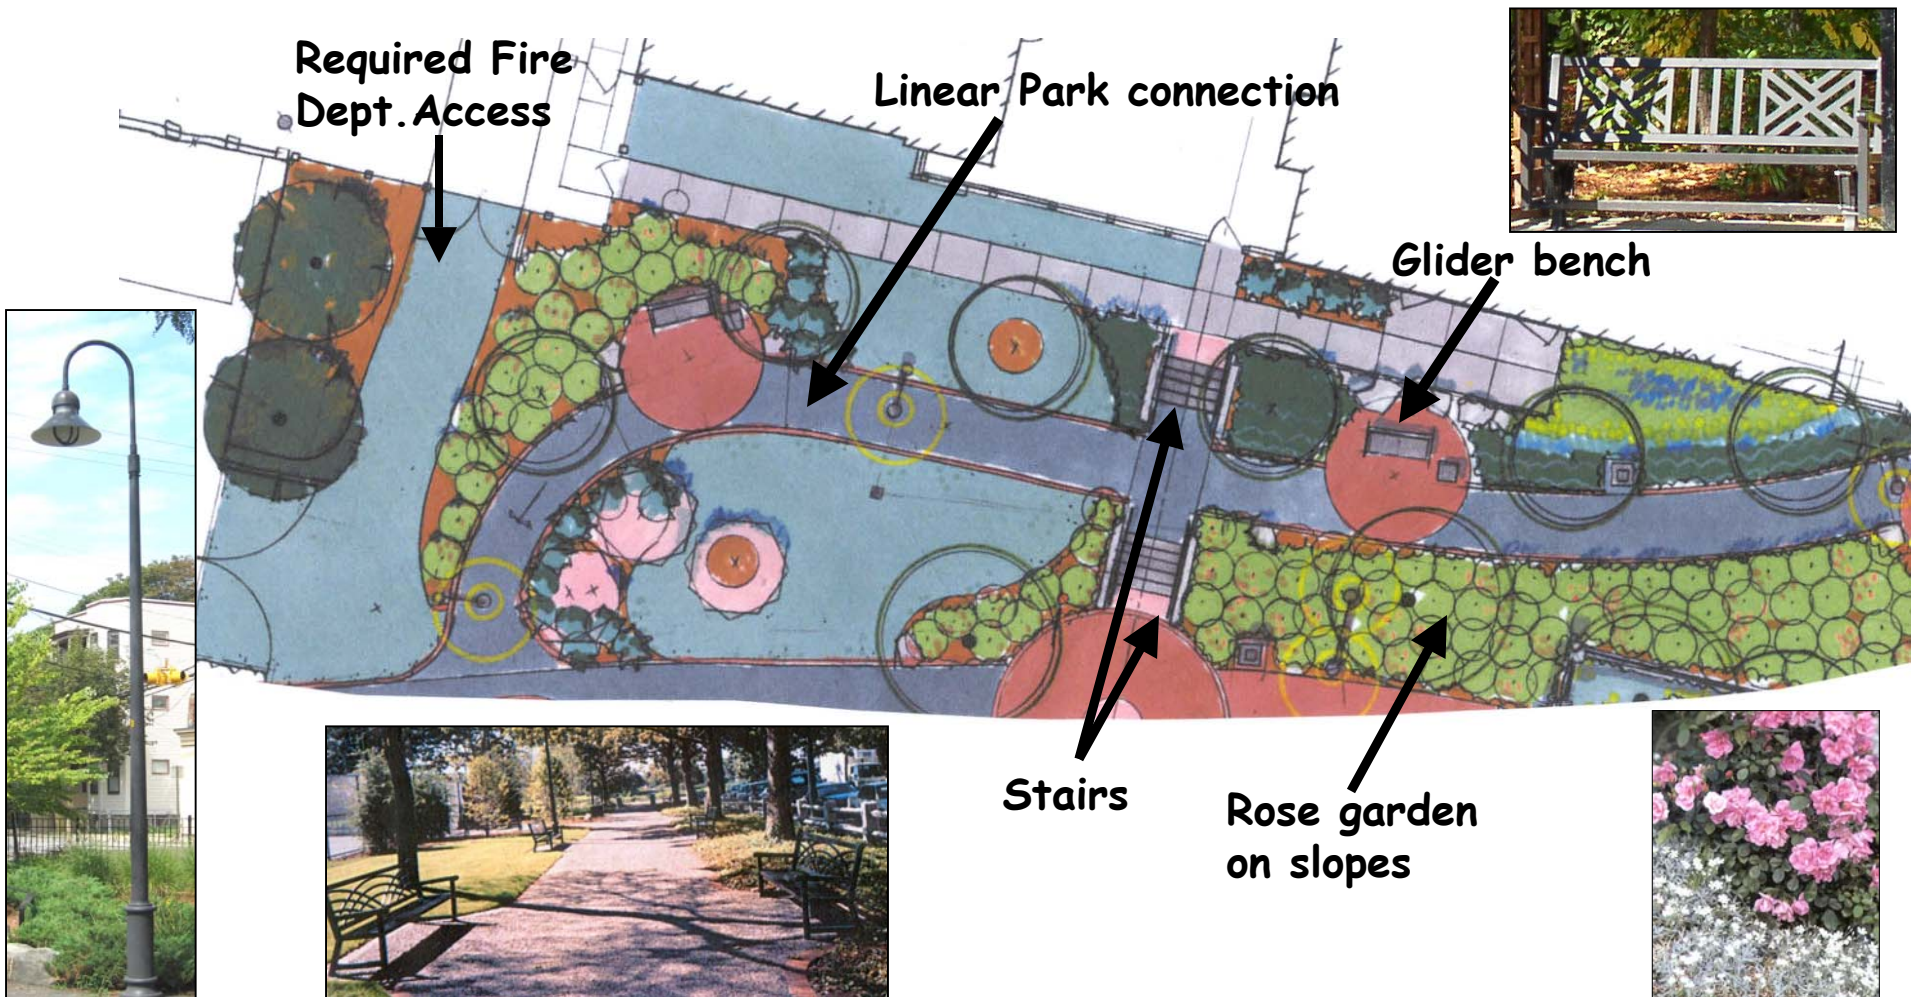 Required Fire
Dept.Access
Linear Park connection
Glider bench
Stairs
Rose garden
on slopes